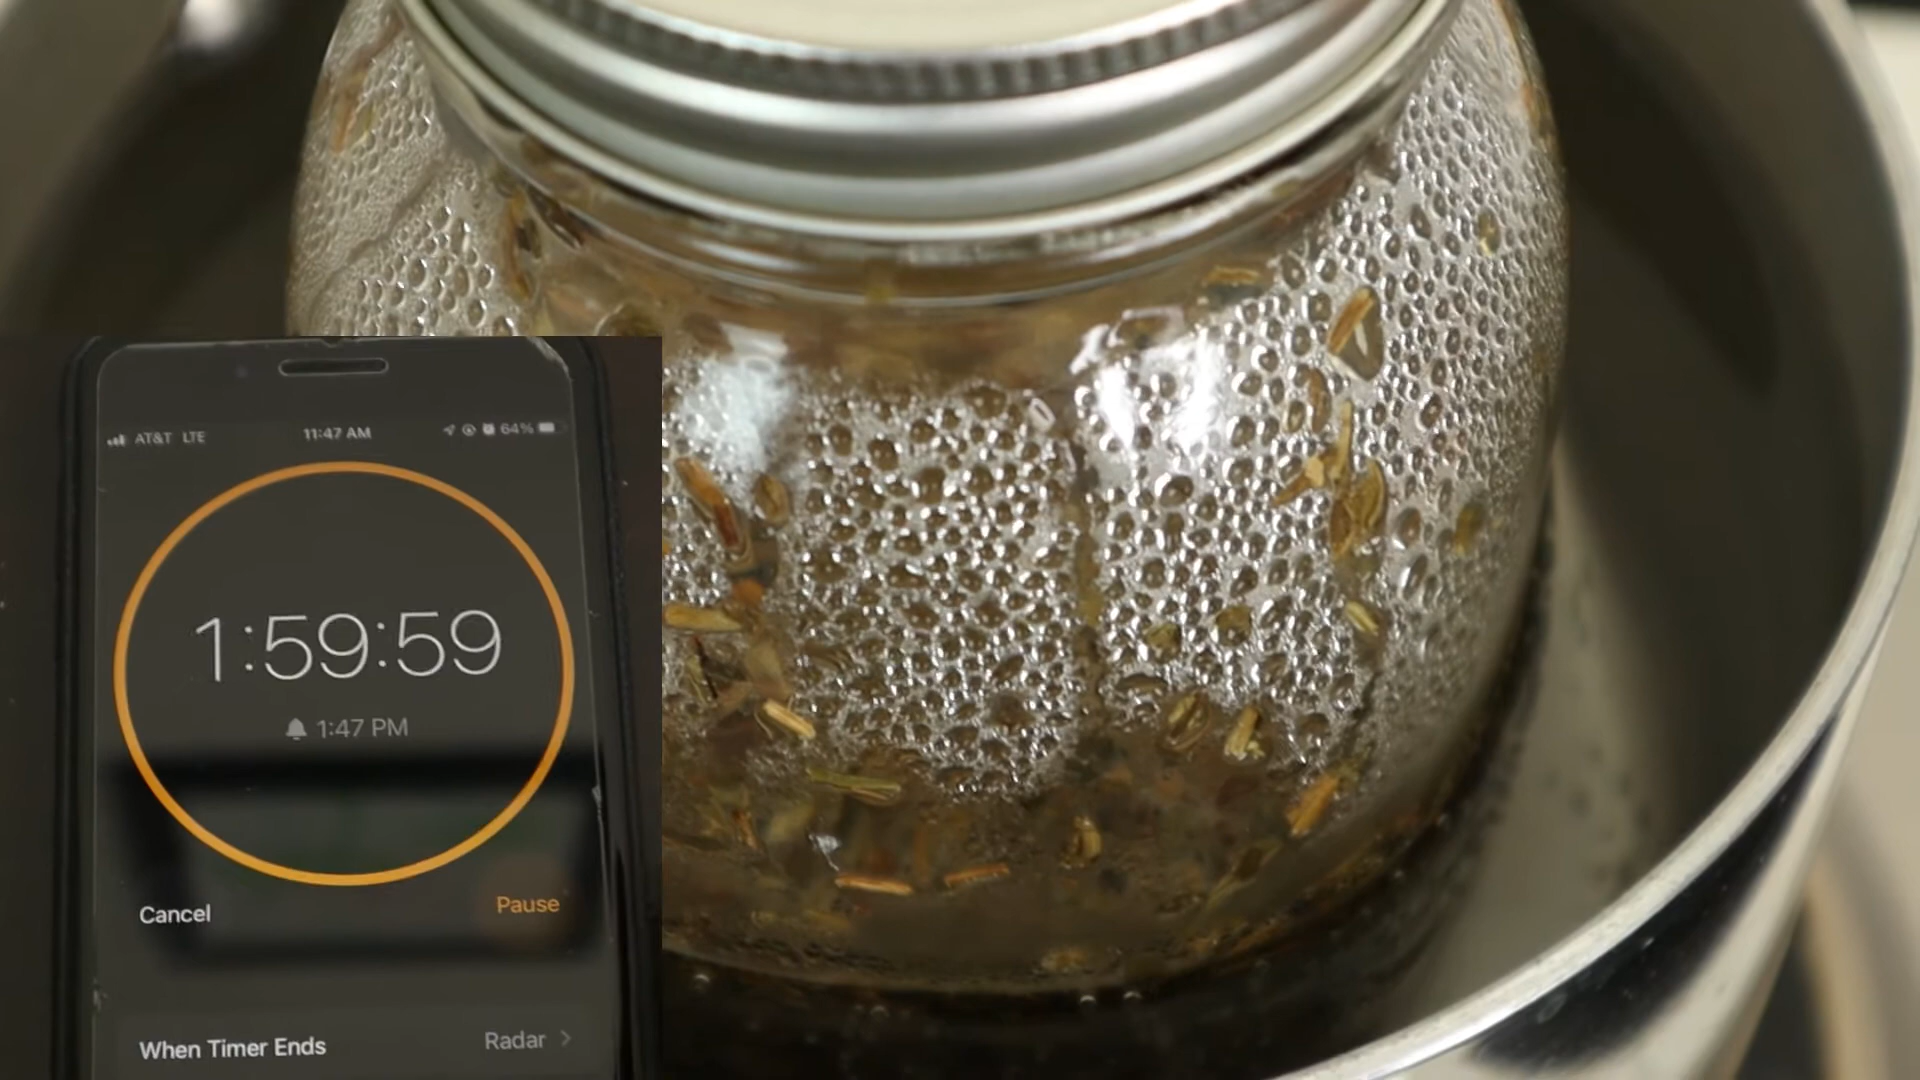 AT&T LTE 11:47 AM 64%
1:59:59
1:47 PM
Cancel Pause
When Timer Ends Radar